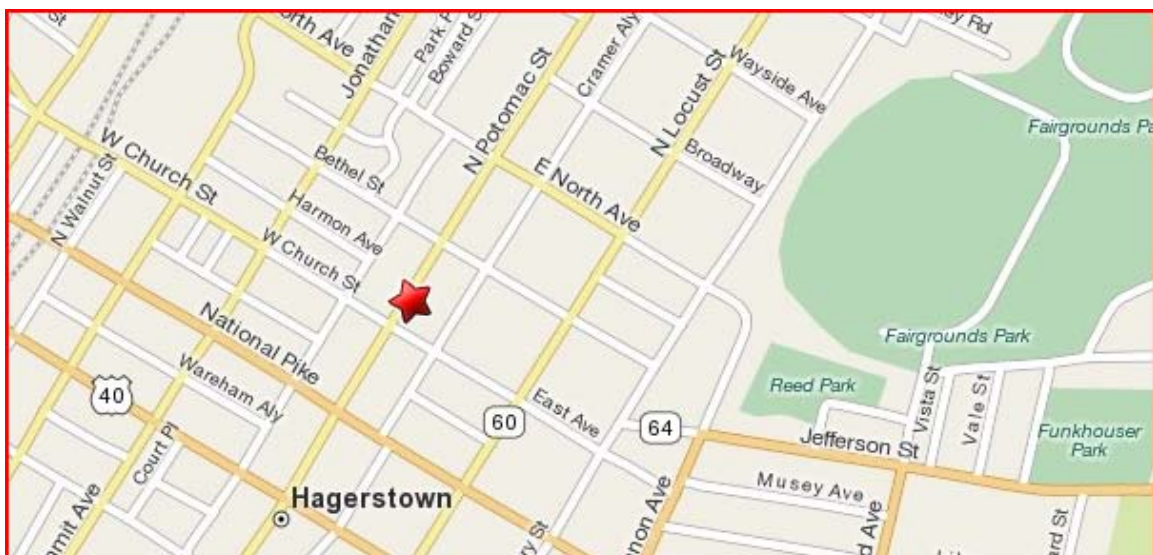 St
North Ave
Jonathan
Park P
Boward S
N Potomac St
Cramer Aly
N Locust St
Wayside Ave
Rd
Fairgrounds Pa
W Church St
N Walnut St
Bethel St
Harmon Ave
W Church St
E North Ave
Broadway
National Pike
Wareham Aly
40
Court Pl
60
East Ave
64
Fairgrounds Park
Reed Park
Vista St
Vale St
Jefferson St
Funkhouser
Park
Musey Ave
Hagerstown
mit Ave
ry St
non Ave
d Ave
ard St